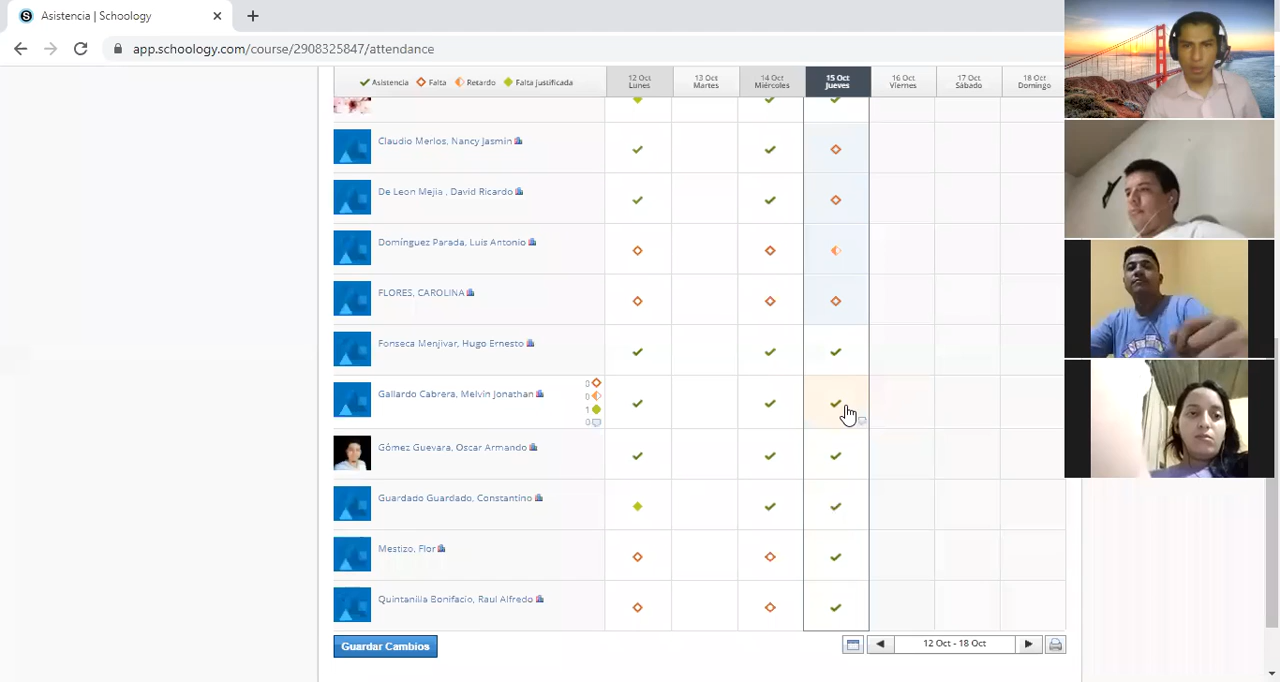 Asistencia | Schoology
app.schoology.com/course/2908325847/attendance
Asistencia Falta Retardo Falta justificada
12 Oct 13 Oct 14 Oct 15 Oct 16 Oct 17 Oct 18 Oct
Lunes Martes Miércoles Jueves Viernes Sábado Domingo
Claudio Merlos, Nancy Jasmin
De Leon Mejia , David Ricardo
Domínguez Parada, Luis Antonio
FLORES, CAROLINA
Fonseca Menjivar, Hugo Ernesto
Gallardo Cabrera, Melvin Jonathan
0
0
1
0
Gómez Guevara, Oscar Armando
Guardado Guardado, Constantino
Mestizo, Flor
Quintanilla Bonifacio, Raul Alfredo
Guardar Cambios
12 Oct - 18 Oct